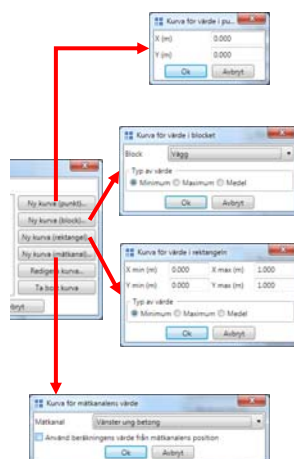 Kurva för värde i pu...
X (m) 0.000
Y (m) 0.000
Ok Avbryt
Kurva för värde i blocket
Block Vägg
Typ av värde
Minimum Maximum Medel
Ok Avbryt
Ny kurva (punkt)...
Ny kurva (block)...
Ny kurva (rektangel)...
Ny kurva (mätkanal)...
Redigera kurva...
Ta bort kurva
Kurva för värde i rektangeln
X min (m) 0.000 X max (m) 1.000
Y min (m) 0.000 Y max (m) 1.000
Typ av värde
Minimum Maximum Medel
Ok Avbryt
Kurva för mätkanalens värde
Mätkanal Vänster ung betong
Använd beräkningens värde från mätkanalens position
Ok Avbryt